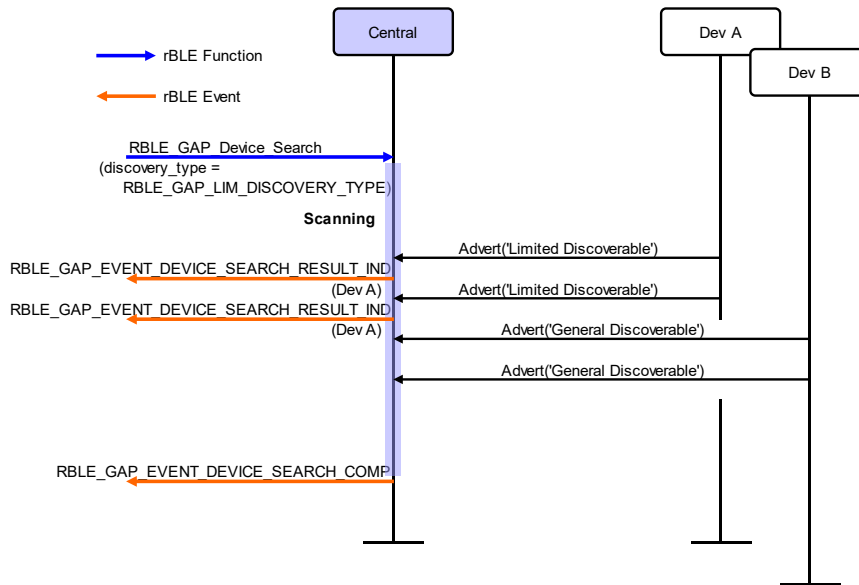 Central
Dev A
Dev B
rBLE Function
rBLE Event
RBLE_GAP_Device_Search
(discovery_type =
RBLE_GAP_LIM_DISCOVERY_TYPE)
Scanning
Advert('Limited Discoverable')
RBLE_GAP_EVENT_DEVICE_SEARCH_RESULT_IND
(Dev A)
Advert('Limited Discoverable')
RBLE_GAP_EVENT_DEVICE_SEARCH_RESULT_IND
(Dev A)
Advert('General Discoverable')
Advert('General Discoverable')
RBLE_GAP_EVENT_DEVICE_SEARCH_COMP